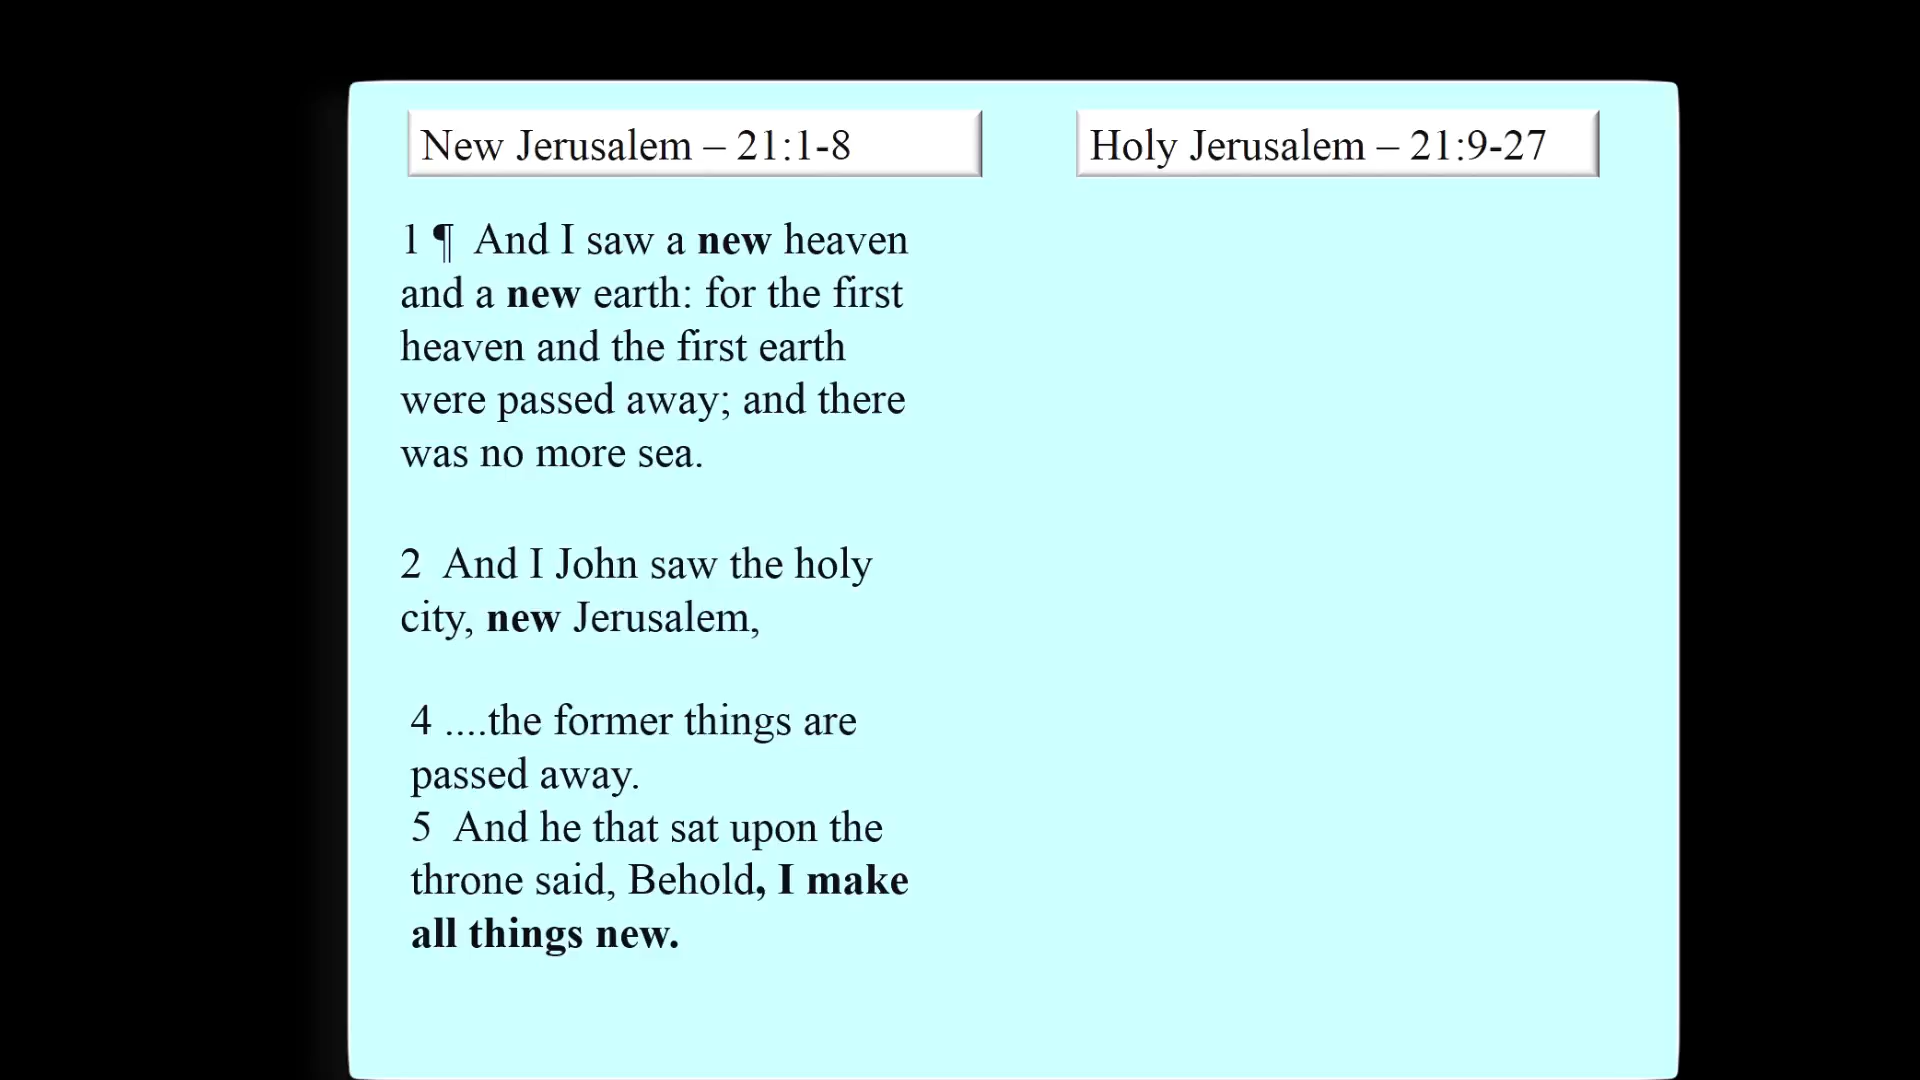 New Jerusalem – 21:1-8
Holy Jerusalem – 21:9-27
1 ¶  And I saw a new heaven
and a new earth: for the first
heaven and the first earth
were passed away; and there
was no more sea.
2  And I John saw the holy
city, new Jerusalem,
4 ....the former things are
passed away.
5  And he that sat upon the
throne said, Behold, I make
all things new.